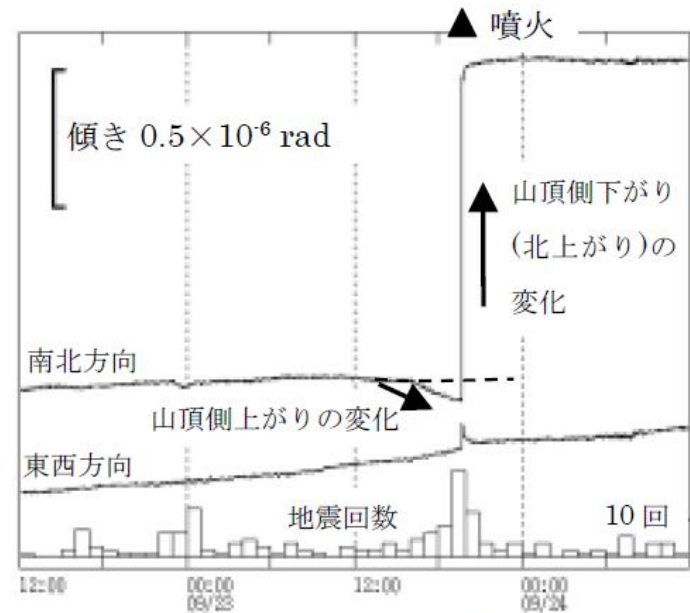 ▲ 噴火
傾き 0.5×10⁻⁶ rad
山頂側下がり
(北上がり)の
変化
南北方向
山頂側上がりの変化
東西方向
地震回数
10 回
12:00
00:00
09/23
12:00
00:00
09/24